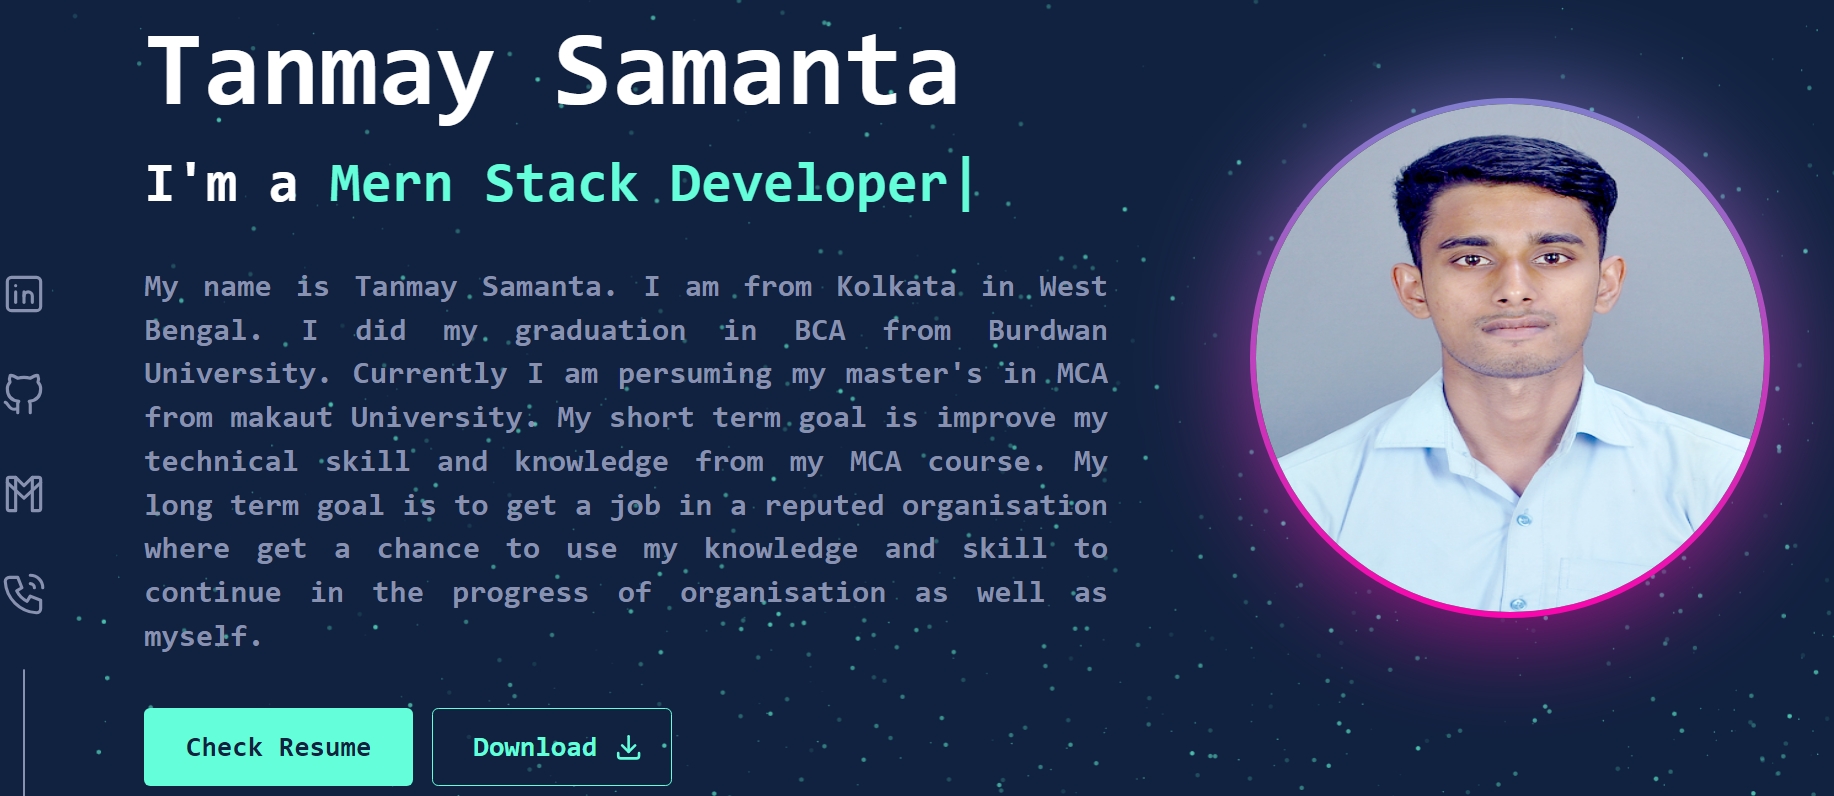 Tanmay Samanta
I'm a Mern Stack Developer|
My name is Tanmay Samanta. I am from Kolkata in West
Bengal. I did my graduation in BCA from Burdwan
University. Currently I am persuming my master's in MCA
from makaut University. My short term goal is improve my
technical skill and knowledge from my MCA course. My
long term goal is to get a job in a reputed organisation
where get a chance to use my knowledge and skill to
continue in the progress of organisation as well as
myself.
Check Resume
Download